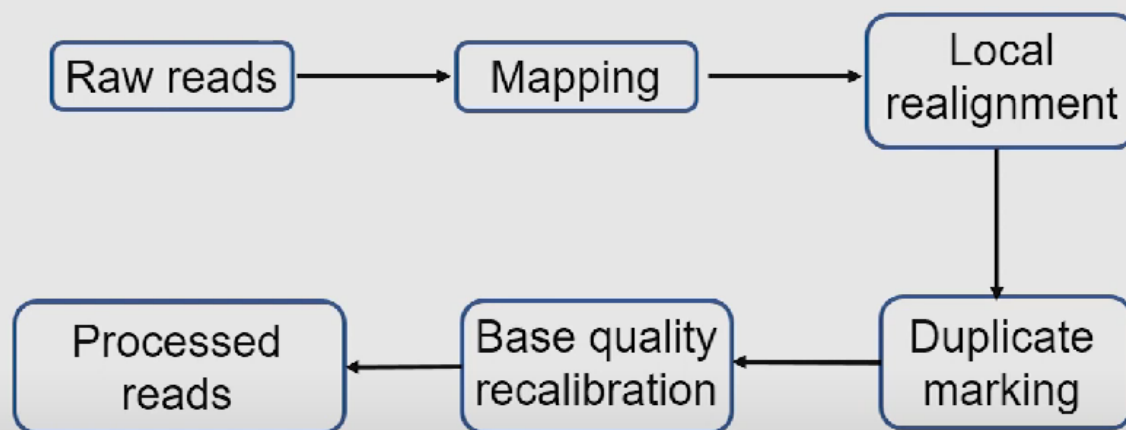 Raw reads
Mapping
Local
realignment
Duplicate
marking
Base quality
recalibration
Processed
reads